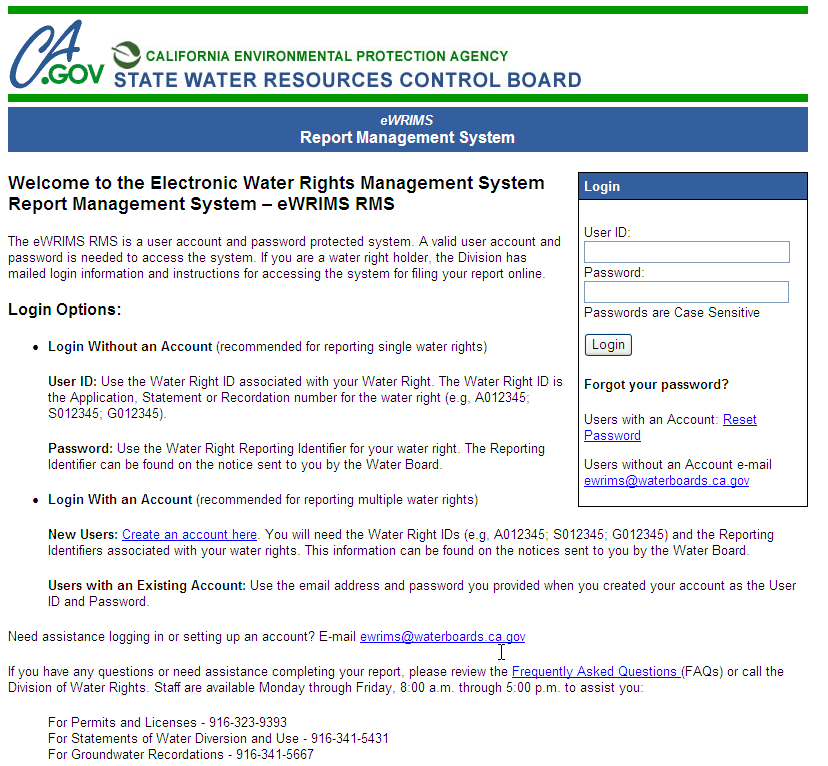 CA
.GOV
CALIFORNIA ENVIRONMENTAL PROTECTION AGENCY
STATE WATER RESOURCES CONTROL BOARD
eWRIMS
Report Management System
Welcome to the Electronic Water Rights Management System
Report Management System – eWRIMS RMS
The eWRIMS RMS is a user account and password protected system. A valid user account and
password is needed to access the system. If you are a water right holder, the Division has
mailed login information and instructions for accessing the system for filing your report online.
Login Options:
• Login Without an Account (recommended for reporting single water rights)
User ID: Use the Water Right ID associated with your Water Right. The Water Right ID is
the Application, Statement or Recordation number for the water right (e.g, A012345;
S012345; G012345).
Password: Use the Water Right Reporting Identifier for your water right. The Reporting
Identifier can be found on the notice sent to you by the Water Board.
• Login With an Account (recommended for reporting multiple water rights)
New Users: Create an account here. You will need the Water Right IDs (e.g, A012345; S012345; G012345) and the Reporting
Identifiers associated with your water rights. This information can be found on the notices sent to you by the Water Board.
Users with an Existing Account: Use the email address and password you provided when you created your account as the User
ID and Password.
Login
User ID:
Password:
Passwords are Case Sensitive
Login
Forgot your password?
Users with an Account: Reset
Password
Users without an Account e-mail
ewrims@waterboards.ca.gov
Need assistance logging in or setting up an account? E-mail ewrims@waterboards.ca.gov
If you have any questions or need assistance completing your report, please review the Frequently Asked Questions (FAQs) or call the
Division of Water Rights. Staff are available Monday through Friday, 8:00 a.m. through 5:00 p.m. to assist you:
For Permits and Licenses - 916-323-9393
For Statements of Water Diversion and Use - 916-341-5431
For Groundwater Recordations - 916-341-5667